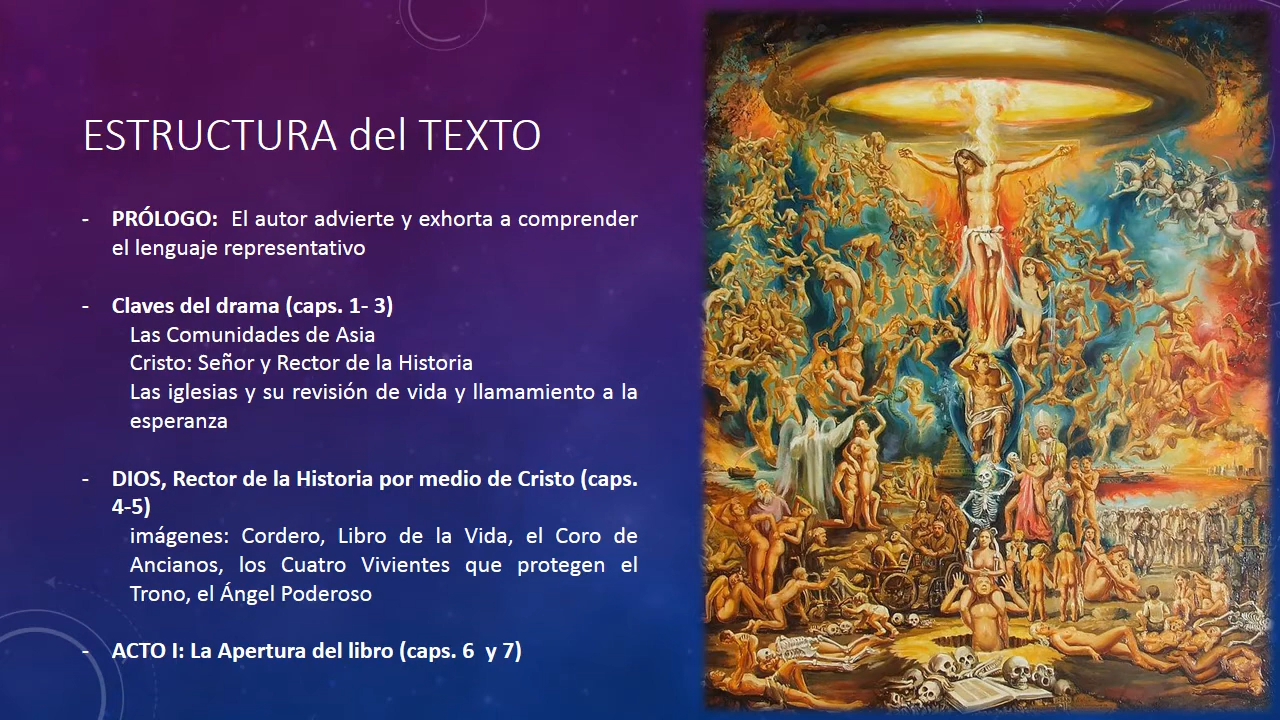 ESTRUCTURA del TEXTO
- PRÓLOGO: El autor advierte y exhorta a comprender
el lenguaje representativo
- Claves del drama (caps. 1- 3)
Las Comunidades de Asia
Cristo: Señor y Rector de la Historia
Las iglesias y su revisión de vida y llamamiento a la
esperanza
- DIOS, Rector de la Historia por medio de Cristo (caps.
4-5)
imágenes: Cordero, Libro de la Vida, el Coro de
Ancianos, los Cuatro Vivientes que protegen el
Trono, el Ángel Poderoso
- ACTO I: La Apertura del libro (caps. 6 y 7)